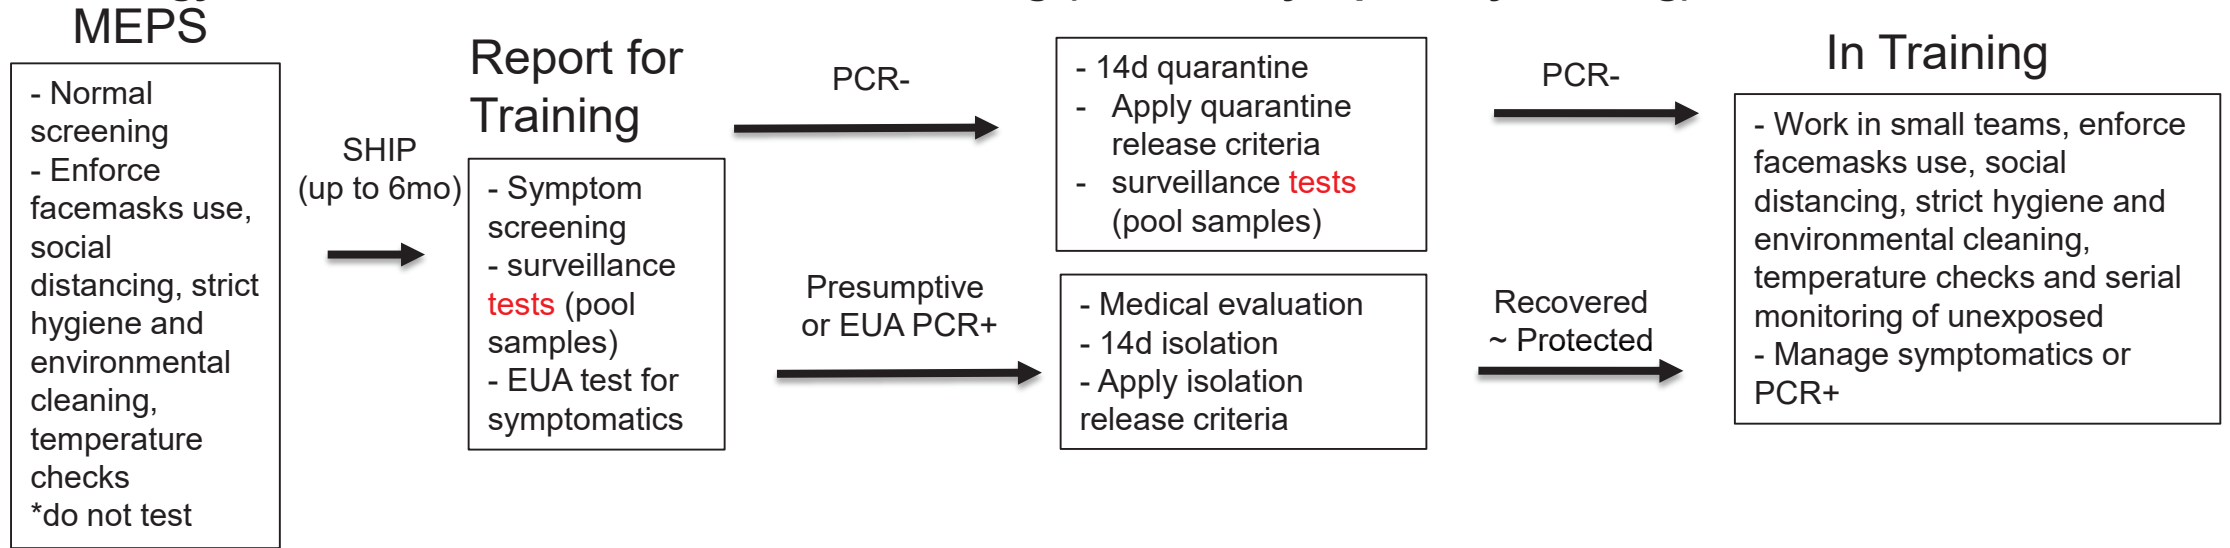 MEPS
- Normal
screening
- Enforce
facemasks use,
social
distancing, strict
hygiene and
environmental
cleaning,
temperature
checks
*do not test
SHIP
(up to 6mo)
Report for
Training
- Symptom
screening
- surveillance
tests (pool
samples)
- EUA test for
symptomatics
PCR-
- 14d quarantine
- Apply quarantine
release criteria
- surveillance tests
(pool samples)
Presumptive
or EUA PCR+
- Medical evaluation
- 14d isolation
- Apply isolation
release criteria
PCR-
Recovered
~ Protected
In Training
- Work in small teams, enforce
facemasks use, social
distancing, strict hygiene and
environmental cleaning,
temperature checks and serial
monitoring of unexposed
- Manage symptomatics or
PCR+